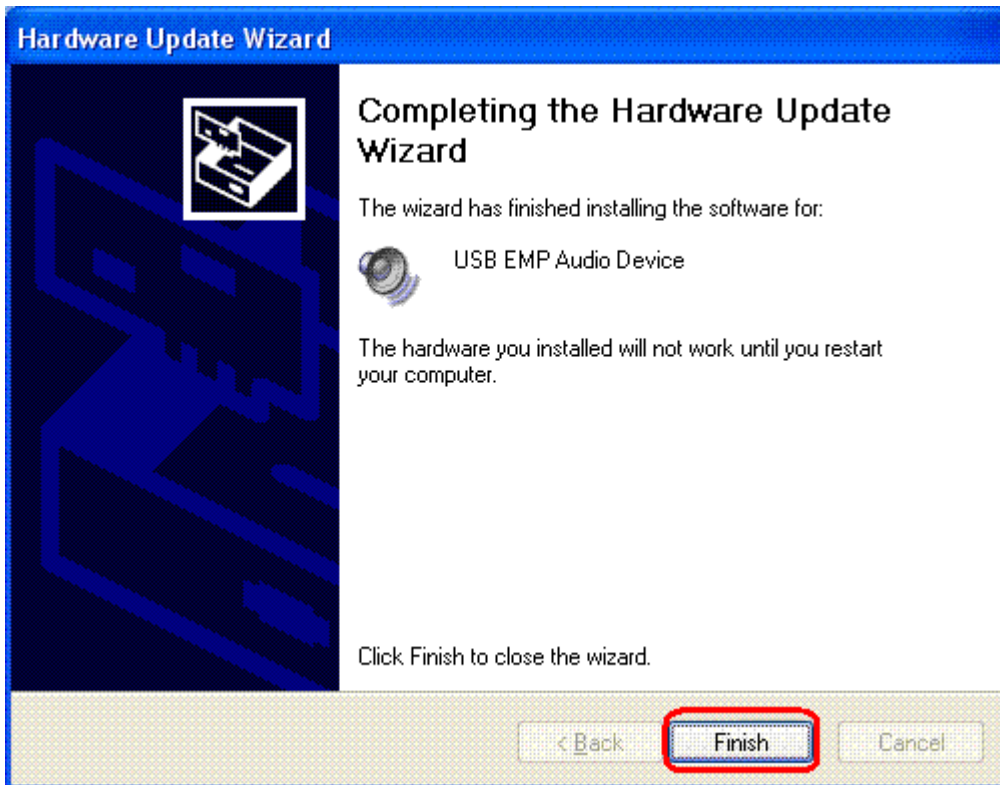 Hardware Update Wizard
Completing the Hardware Update
Wizard
The wizard has finished installing the software for:
USB EMP Audio Device
The hardware you installed will not work until you restart
your computer.
Click Finish to close the wizard.
< Back
Finish
Cancel